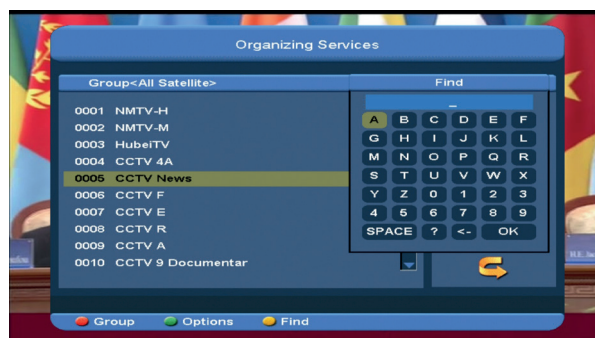 Organizing Services
Group<All Satellite>
Find
_
0001 NMTV-H
0002 NMTV-M
0003 HubeiTV
0004 CCTV 4A
0005 CCTV News
0006 CCTV F
0007 CCTV E
0008 CCTV R
0009 CCTV A
0010 CCTV 9 Documentar
A B C D E F
G H I J K L
M N O P Q R
S T U V W X
Y Z 0 1 2 3
4 5 6 7 8 9
SPACE ? <- OK
Group Options Find